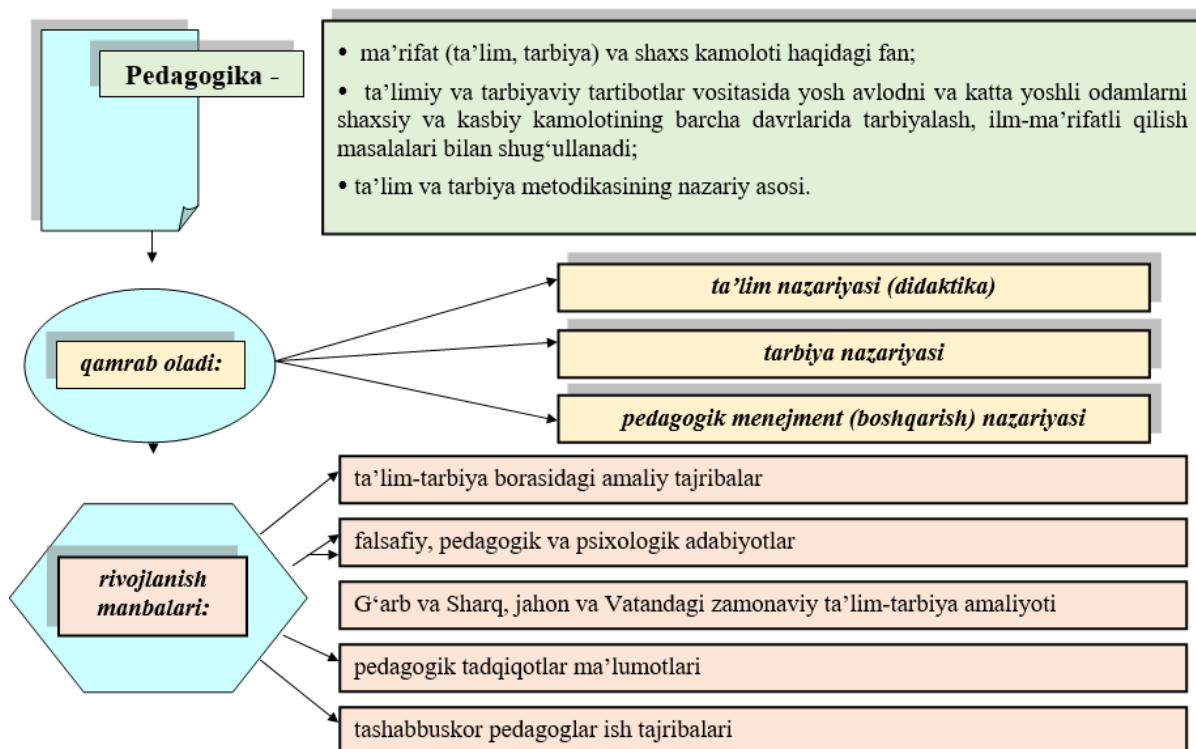 Pedagogika -
• ma’rifat (ta’lim, tarbiya) va shaxs kamoloti haqidagi fan;
• ta’limiy va tarbiyaviy tartibotlar vositasida yosh avlodni va katta yoshli odamlarni
shaxsiy va kasbiy kamolotining barcha davrlarida tarbiyalash, ilm-ma’rifatli qilish
masalalari bilan shug‘ullanadi;
• ta’lim va tarbiya metodikasining nazariy asosi.
qamrab oladi:
ta’lim nazariyasi (didaktika)
tarbiya nazariyasi
pedagogik menejment (boshqarish) nazariyasi
rivojlanish
manbalari:
ta’lim-tarbiya borasidagi amaliy tajribalar
falsafiy, pedagogik va psixologik adabiyotlar
G‘arb va Sharq, jahon va Vatandagi zamonaviy ta’lim-tarbiya amaliyoti
pedagogik tadqiqotlar ma’lumotlari
tashabbuskor pedagoglar ish tajribalari